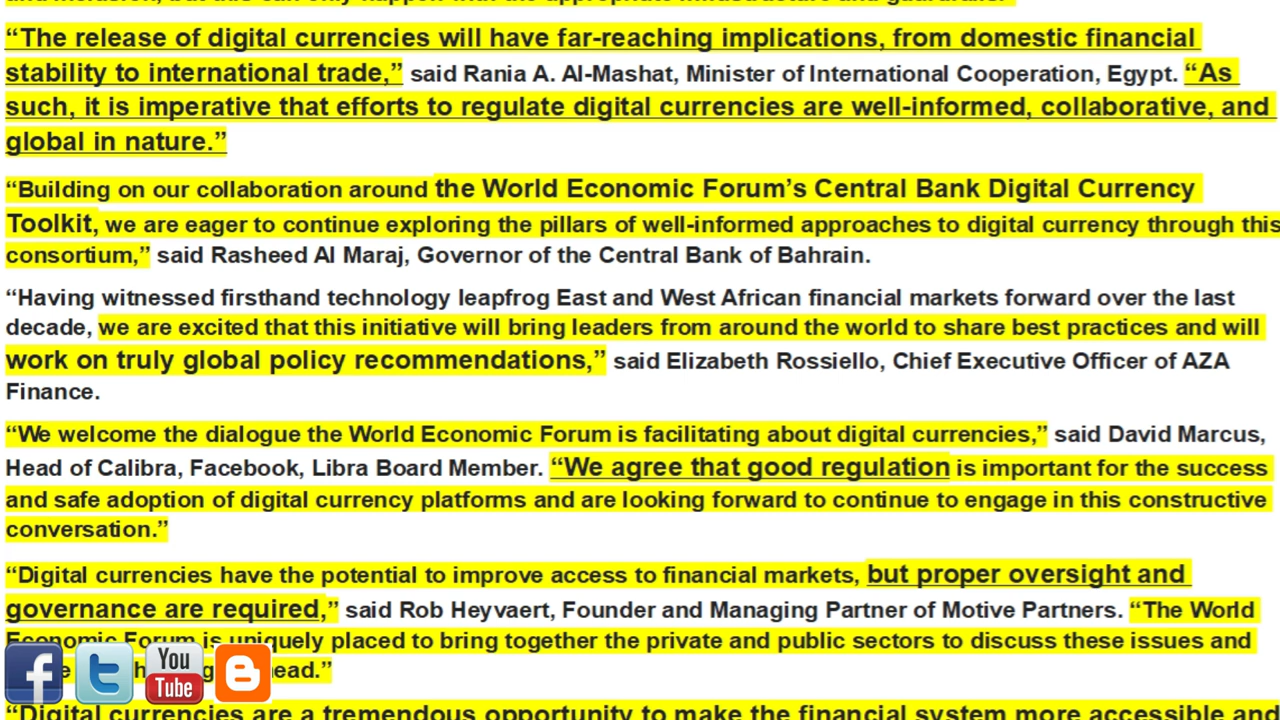 “The release of digital currencies will have far-reaching implications, from domestic financial
stability to international trade,” said Rania A. Al-Mashat, Minister of International Cooperation, Egypt. “As
such, it is imperative that efforts to regulate digital currencies are well-informed, collaborative, and
global in nature.”
“Building on our collaboration around the World Economic Forum’s Central Bank Digital Currency
Toolkit, we are eager to continue exploring the pillars of well-informed approaches to digital currency through this
consortium,” said Rasheed Al Maraj, Governor of the Central Bank of Bahrain.
“Having witnessed firsthand technology leapfrog East and West African financial markets forward over the last
decade, we are excited that this initiative will bring leaders from around the world to share best practices and will
work on truly global policy recommendations,” said Elizabeth Rossiello, Chief Executive Officer of AZA
Finance.
“We welcome the dialogue the World Economic Forum is facilitating about digital currencies,” said David Marcus,
Head of Calibra, Facebook, Libra Board Member. “We agree that good regulation is important for the success
and safe adoption of digital currency platforms and are looking forward to continue to engage in this constructive
conversation.”
“Digital currencies have the potential to improve access to financial markets, but proper oversight and
governance are required,” said Rob Heyvaert, Founder and Managing Partner of Motive Partners. “The World
Economic Forum is uniquely placed to bring together the private and public sectors to discuss these issues and
You
Tube
“Digital currencies are a tremendous opportunity to make the financial system more accessible and